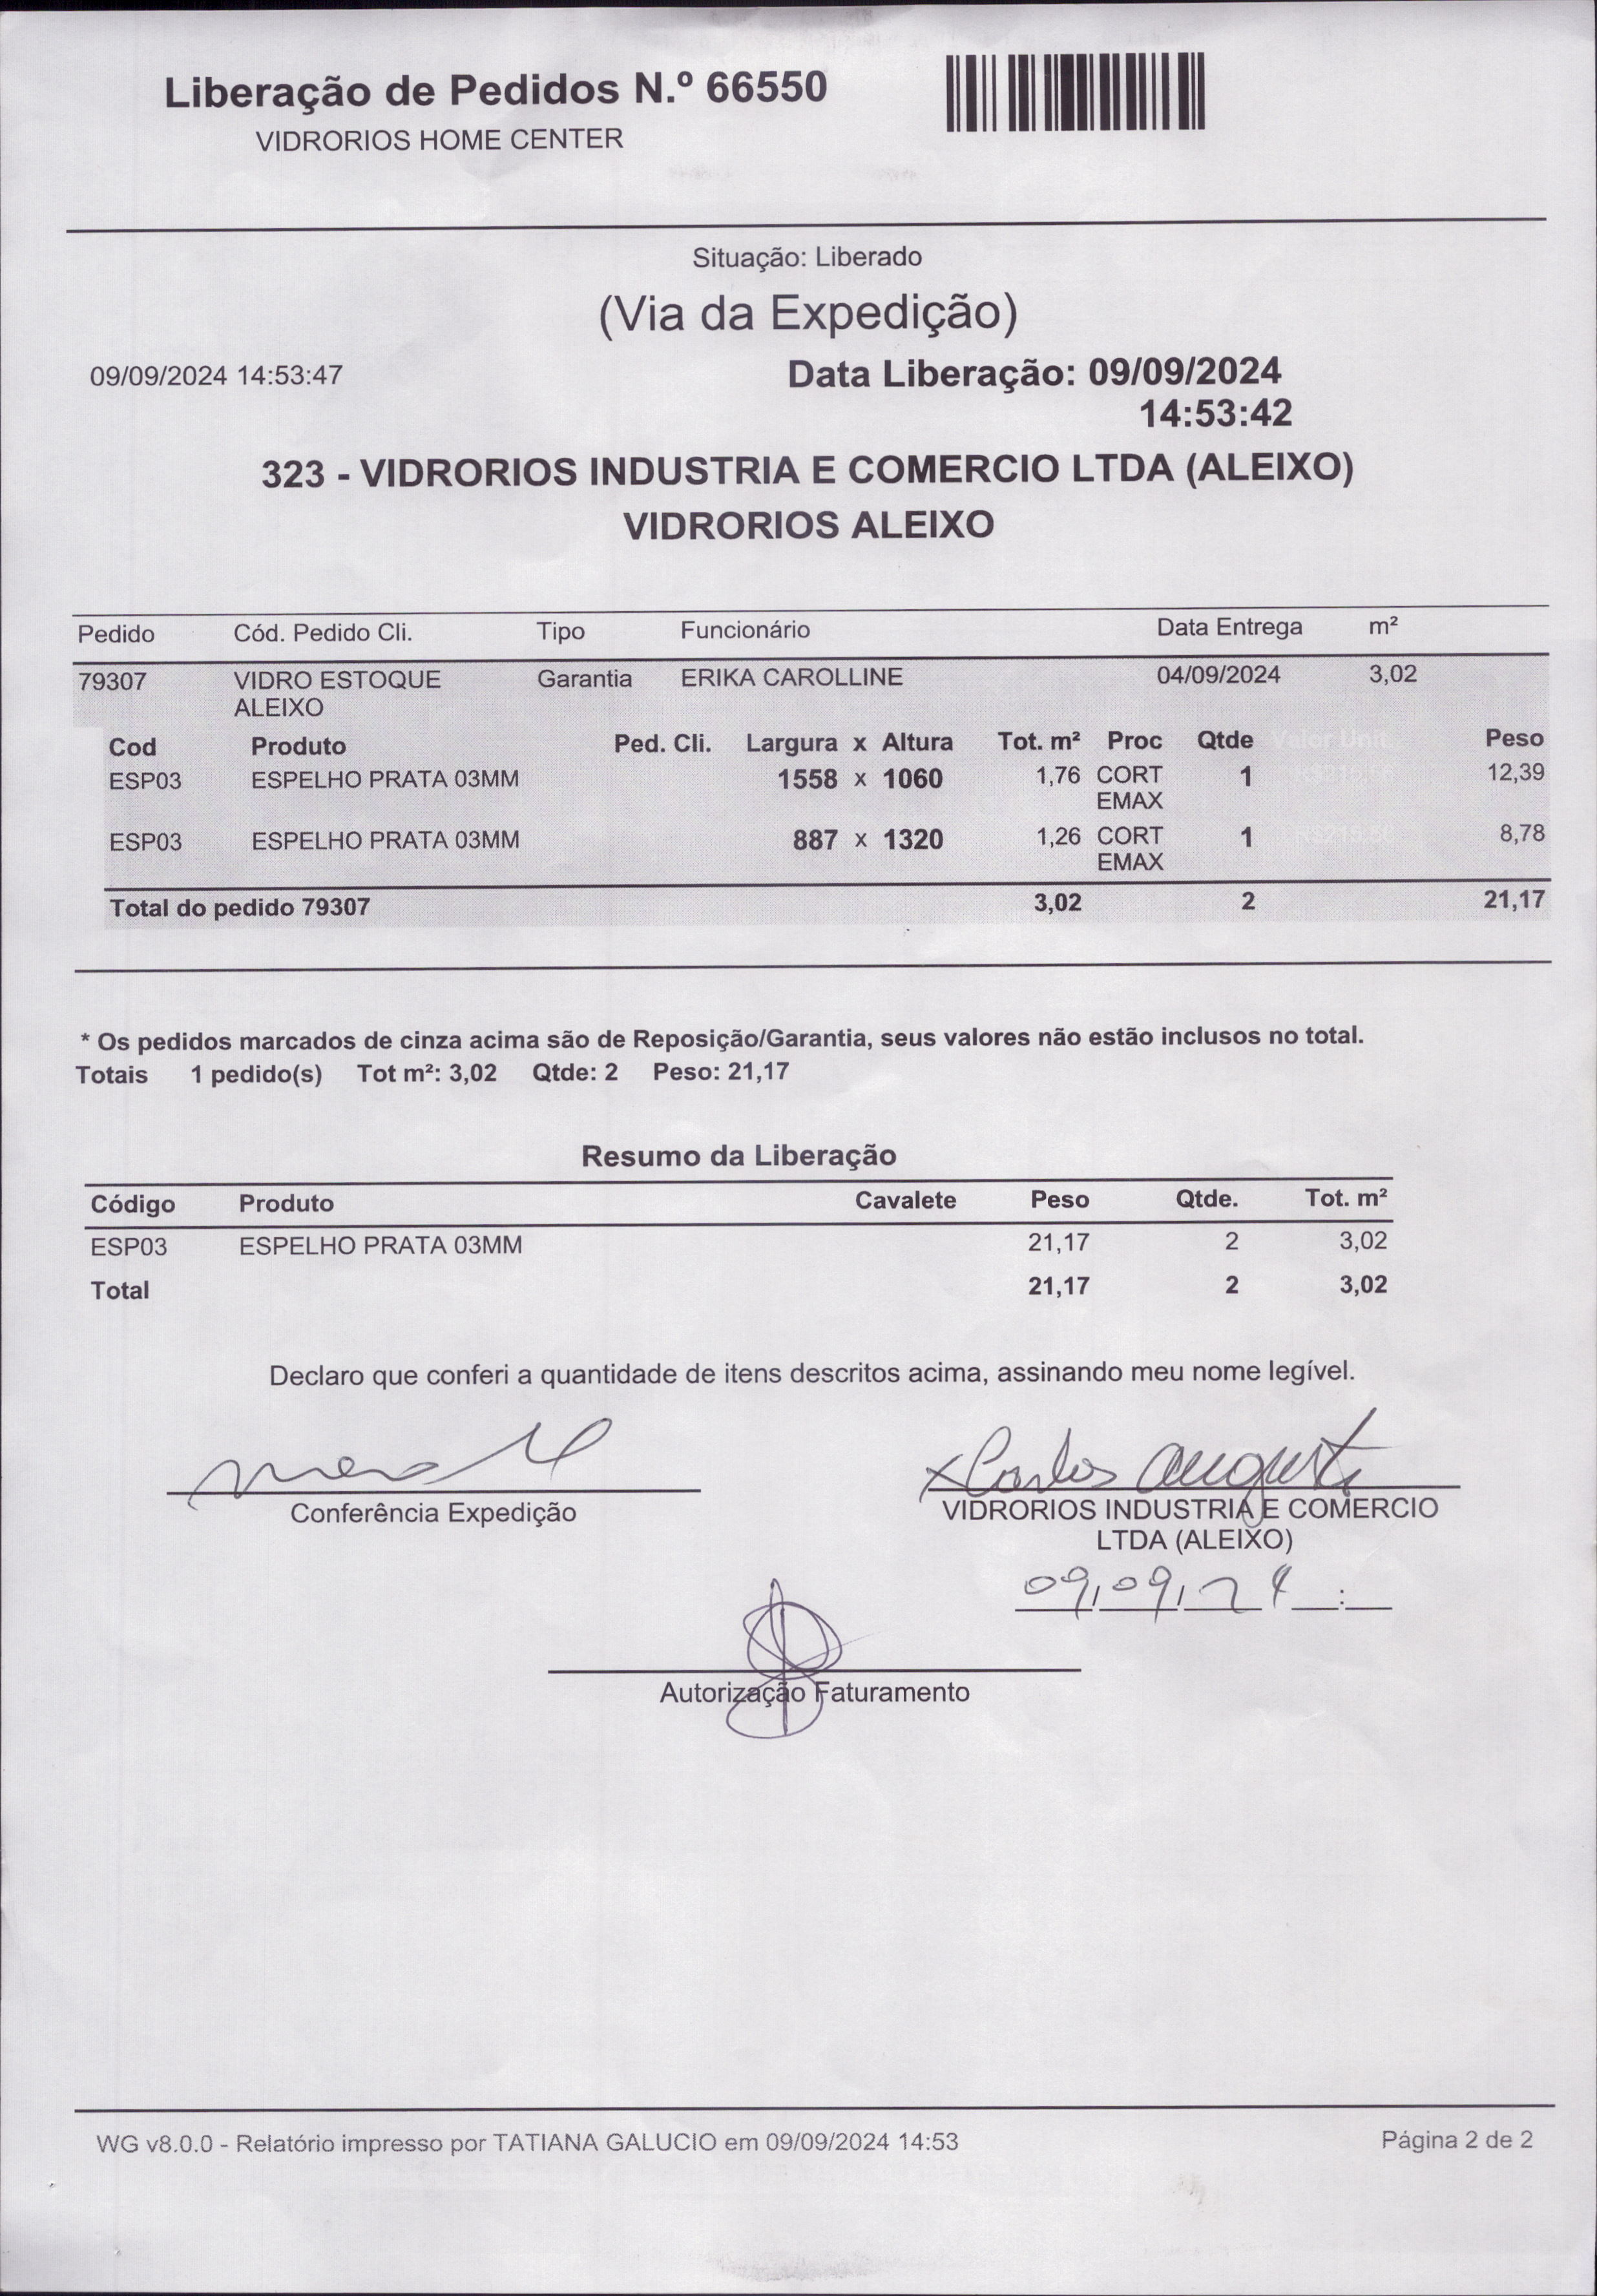 Liberação de Pedidos N.º 66550
VIDRORIOS HOME CENTER
Situação: Liberado
(Via da Expedição)
09/09/2024 14:53:47
Data Liberação: 09/09/2024
14:53:42
323 - VIDRORIOS INDUSTRIA E COMERCIO LTDA (ALEIXO)
VIDRORIOS ALEIXO
Pedido Cód. Pedido Cli. Tipo Funcionário Data Entrega m²
79307 VIDRO ESTOQUE Garantia ERIKA CAROLLINE 04/09/2024 3,02
ALEIXO
Cod Produto Ped. Cli. Largura x Altura Tot. m² Proc Qtde Valor Unit. Peso
ESP03 ESPELHO PRATA 03MM 1558 x 1060 1,76 CORT 1 12,39
EMAX
ESP03 ESPELHO PRATA 03MM 887 x 1320 1,26 CORT 1 8,78
EMAX
Total do pedido 79307 3,02 2 21,17
* Os pedidos marcados de cinza acima são de Reposição/Garantia, seus valores não estão inclusos no total.
Totais 1 pedido(s) Tot m²: 3,02 Qtde: 2 Peso: 21,17
Resumo da Liberação
Código Produto Cavalete Peso Qtde. Tot. m²
ESP03 ESPELHO PRATA 03MM 21,17 2 3,02
Total 21,17 2 3,02
Declaro que conferi a quantidade de itens descritos acima, assinando meu nome legível.
x Carlos Augusto
Conferência Expedição
VIDRORIOS INDUSTRIA E COMERCIO
LTDA (ALEIXO)
09/09/24 __:__
Autorização Faturamento
WG v8.0.0 - Relatório impresso por TATIANA GALUCIO em 09/09/2024 14:53
Página 2 de 2